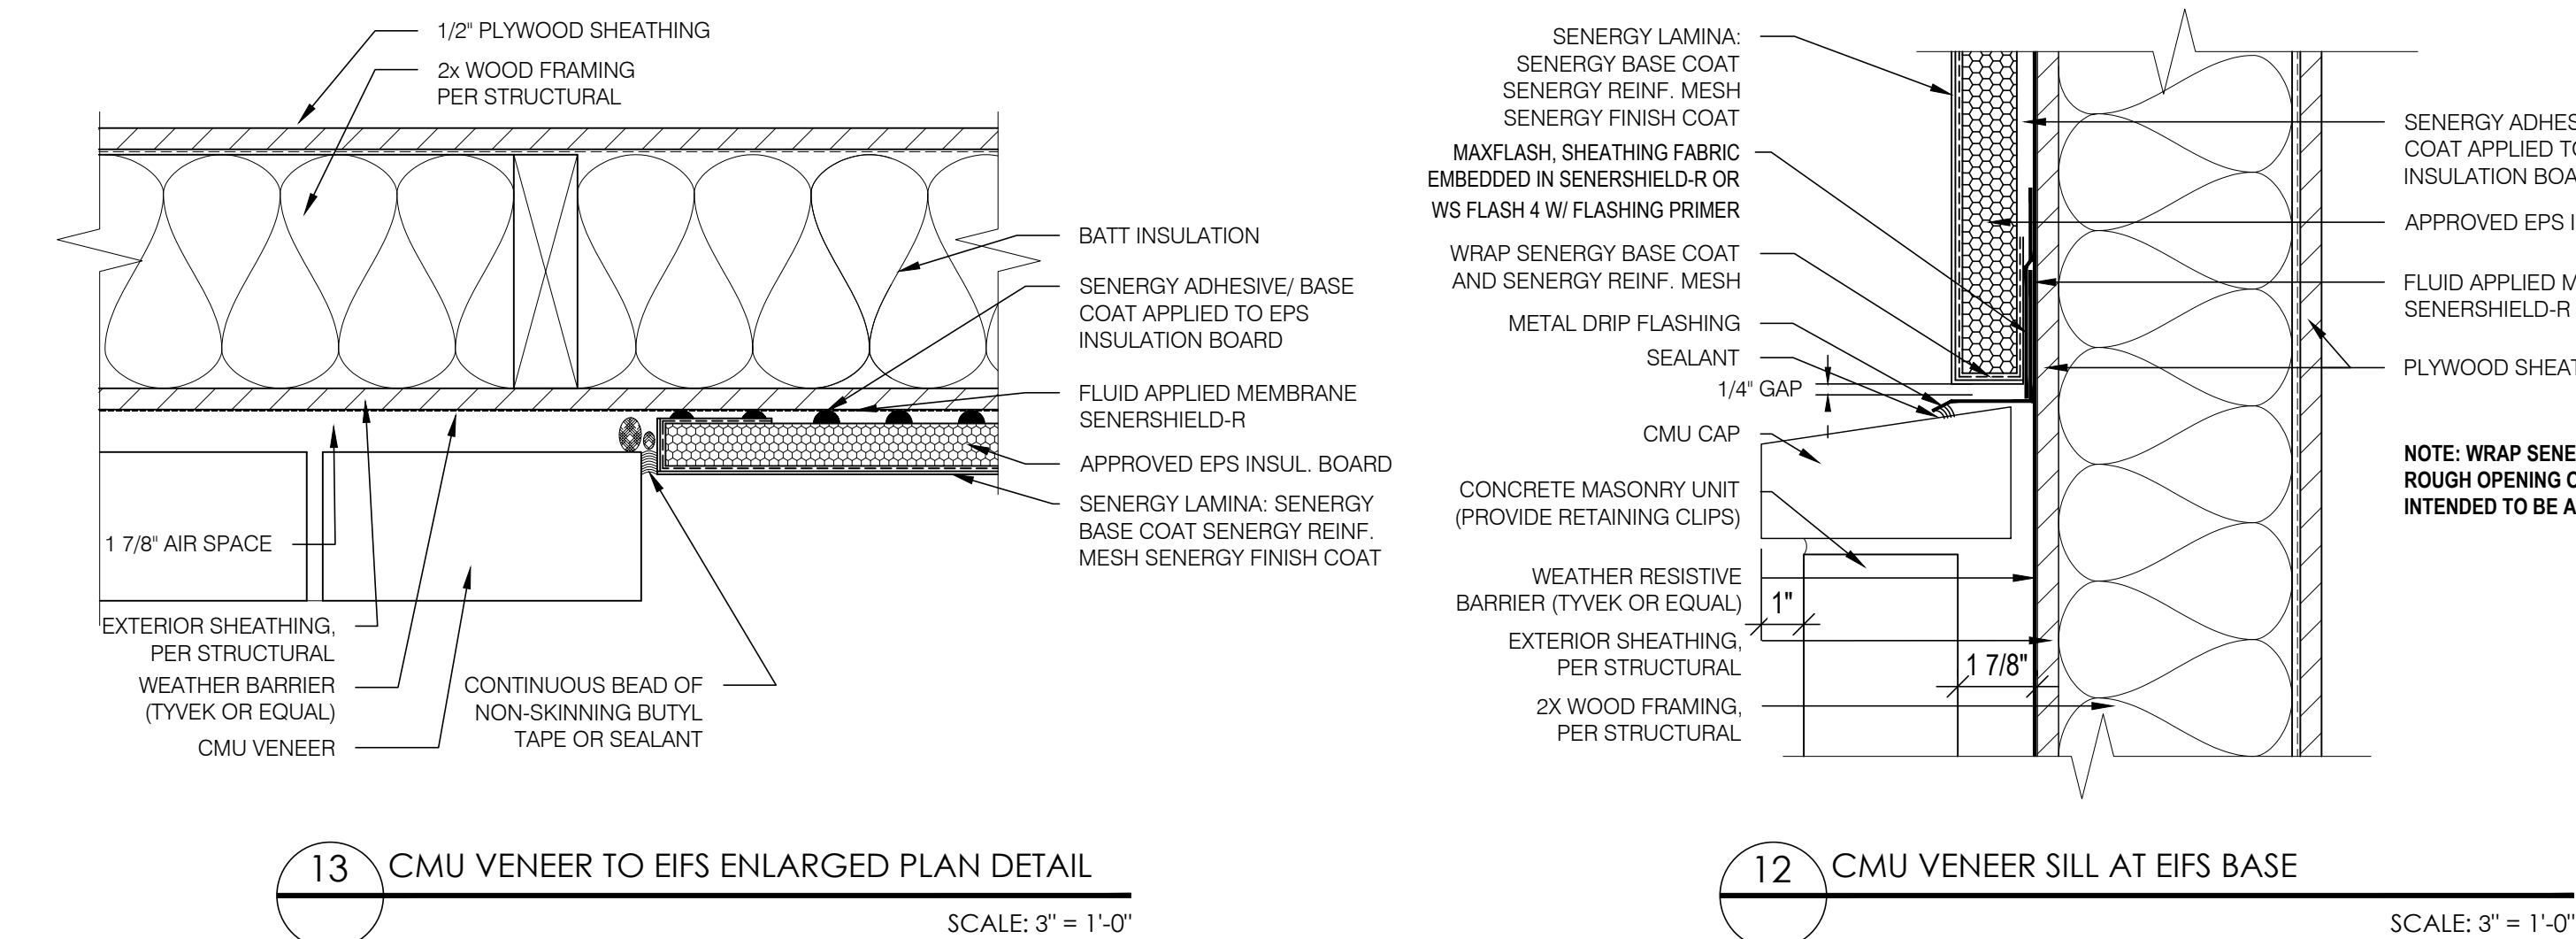 1/2" PLYWOOD SHEATHING
2x WOOD FRAMING
PER STRUCTURAL
BATT INSULATION
SENERGY ADHESIVE/ BASE
COAT APPLIED TO EPS
INSULATION BOARD
FLUID APPLIED MEMBRANE
SENERSHIELD-R
APPROVED EPS INSUL. BOARD
SENERGY LAMINA: SENERGY
BASE COAT SENERGY REINF.
MESH SENERGY FINISH COAT
1 7/8" AIR SPACE
EXTERIOR SHEATHING,
PER STRUCTURAL
WEATHER BARRIER
(TYVEK OR EQUAL)
CMU VENEER
CONTINUOUS BEAD OF
NON-SKINNING BUTYL
TAPE OR SEALANT
13
CMU VENEER TO EIFS ENLARGED PLAN DETAIL
SCALE: 3" = 1'-0"
SENERGY LAMINA:
SENERGY BASE COAT
SENERGY REINF. MESH
SENERGY FINISH COAT
MAXFLASH, SHEATHING FABRIC
EMBEDDED IN SENERSHIELD-R OR
WS FLASH 4 W/ FLASHING PRIMER
WRAP SENERGY BASE COAT
AND SENERGY REINF. MESH
METAL DRIP FLASHING
SEALANT
1/4" GAP
CMU CAP
CONCRETE MASONRY UNIT
(PROVIDE RETAINING CLIPS)
WEATHER RESISTIVE
BARRIER (TYVEK OR EQUAL)
1"
EXTERIOR SHEATHING,
PER STRUCTURAL
1 7/8"
2X WOOD FRAMING,
PER STRUCTURAL
SENERGY
COAT APPLIED
INSULATION
APPROVED EPS
FLUID APPLIED
SENERSHIELD-R
PLYWOOD
NOTE: WRAP
ROUGH OPENING
INTENDED TO BE
12
CMU VENEER SILL AT EIFS BASE
SCALE: 3" = 1'-0"